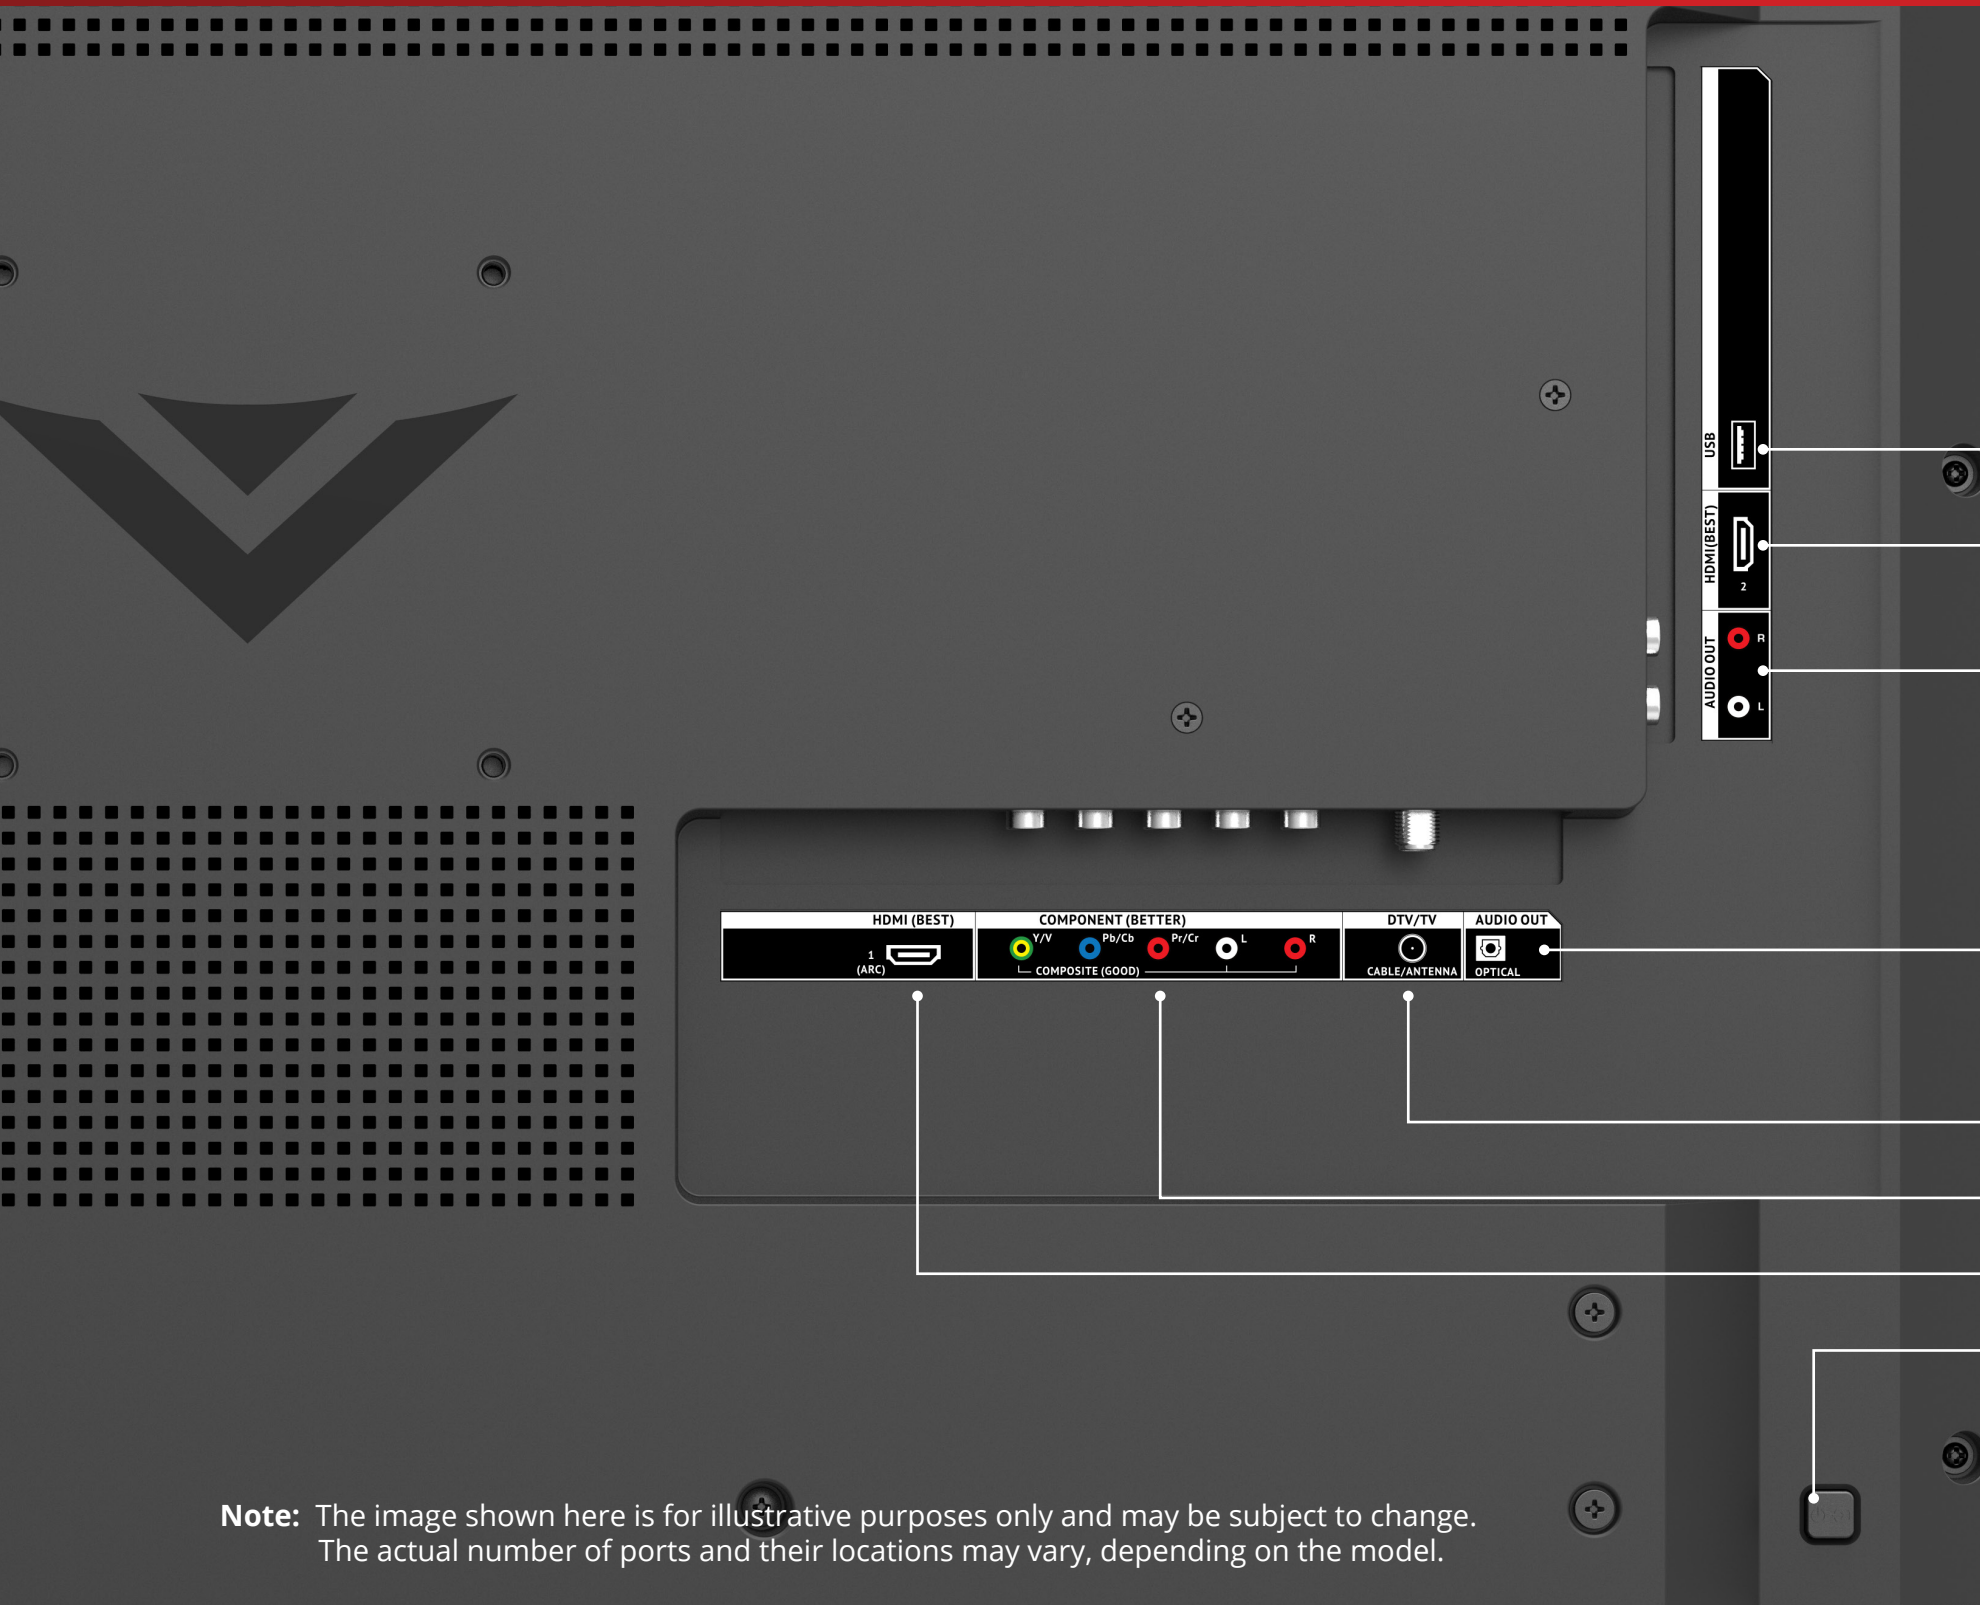 USB
HDMI(BEST)
2
AUDIO OUT
R
L
HDMI (BEST)
1
(ARC)
COMPONENT (BETTER)
Y/V Pb/Cb Pr/Cr L R
COMPOSITE (GOOD)
DTV/TV
CABLE/ANTENNA
AUDIO OUT
OPTICAL
Note: The image shown here is for illustrative purposes only and may be subject to change.
The actual number of ports and their locations may vary, depending on the model.